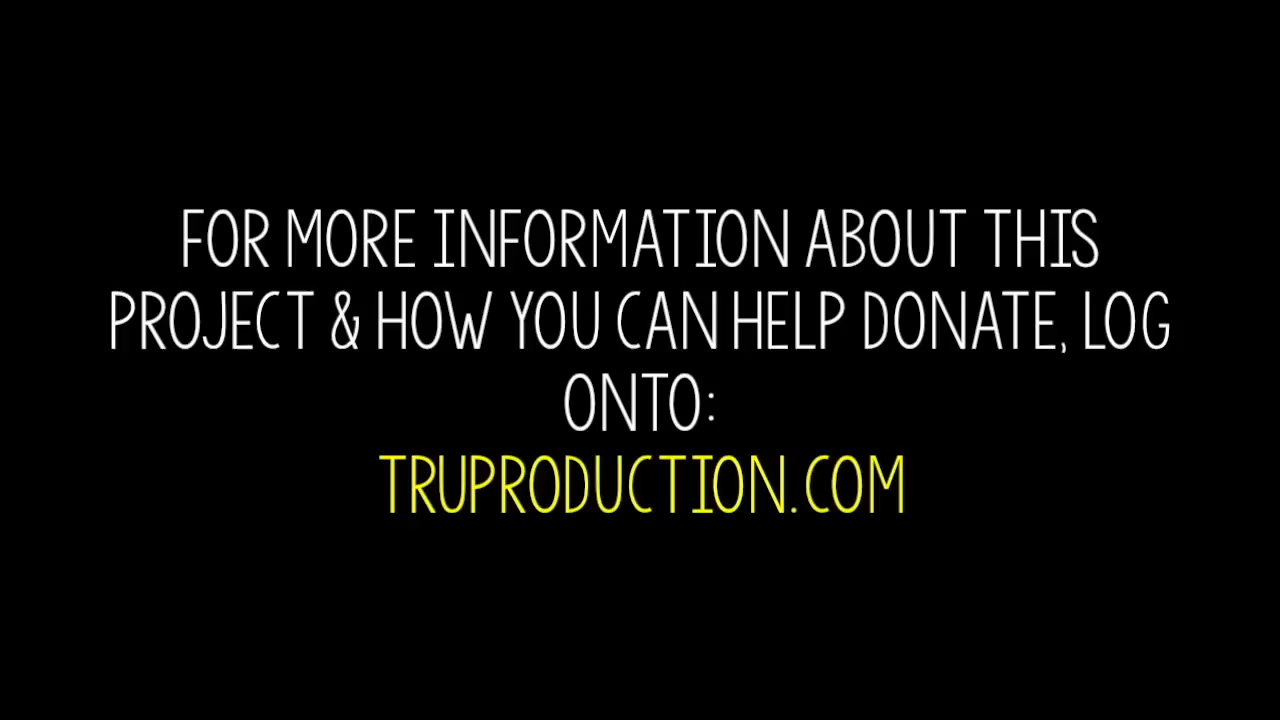 FOR MORE INFORMATION ABOUT THIS
PROJECT & HOW YOU CAN HELP DONATE, LOG
ONTO:
TRUPRODUCTION.COM